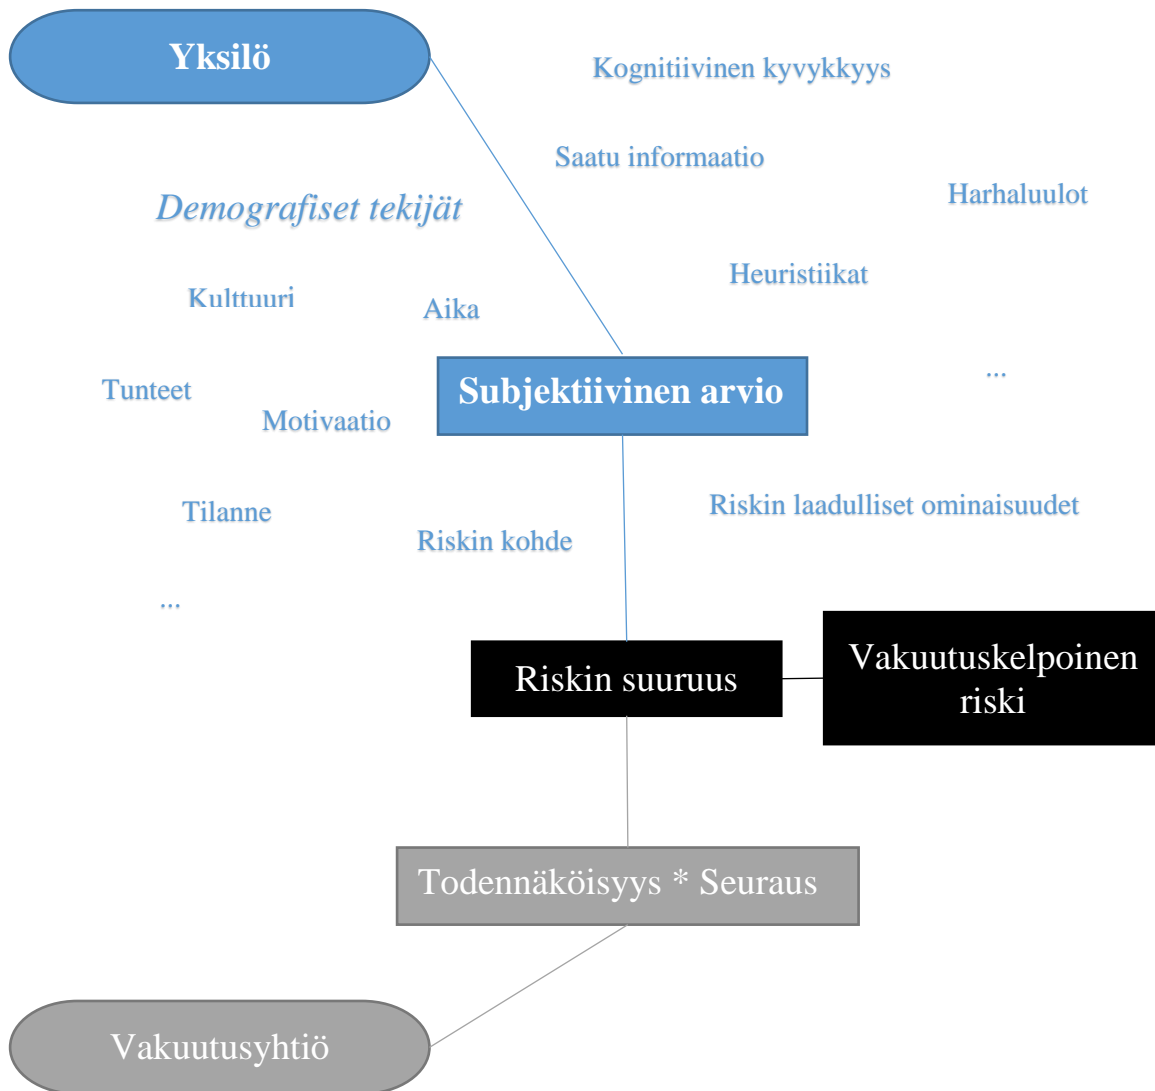 Yksilö
Kognitiivinen kyvykkyys
Saatu informaatio
Harhaluulot
Demografiset tekijät
Heuristiikat
Kulttuuri
Aika
...
Subjektiivinen arvio
Tunteet
Motivaatio
Riskin laadulliset ominaisuudet
Tilanne
Riskin kohde
...
Vakuutuskelpoinen
riski
Riskin suuruus
Todennäköisyys * Seuraus
Vakuutusyhtiö